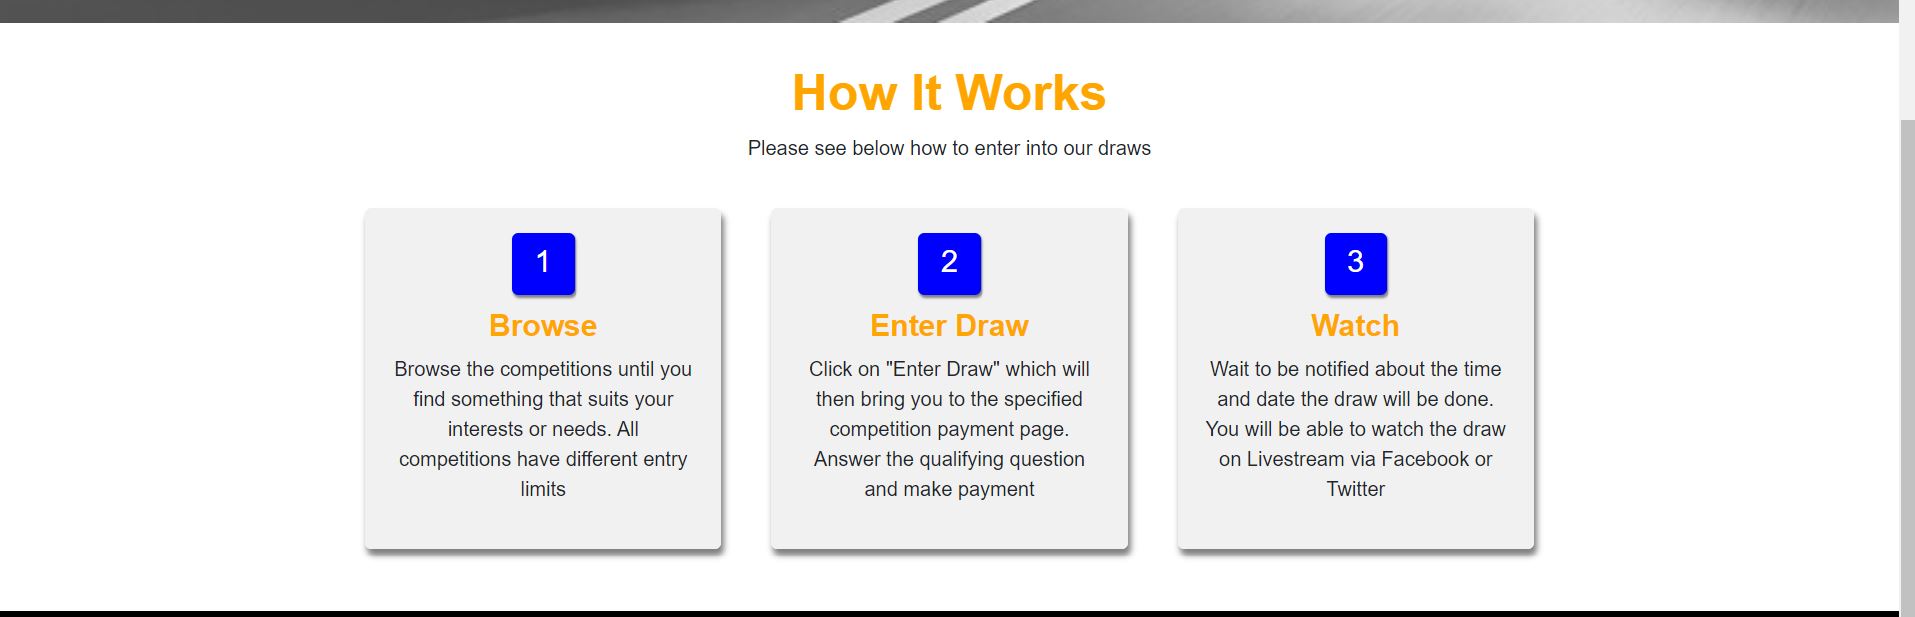 How It Works
Please see below how to enter into our draws
1
Browse
Browse the competitions until you
find something that suits your
interests or needs. All
competitions have different entry
limits
2
Enter Draw
Click on "Enter Draw" which will
then bring you to the specified
competition payment page.
Answer the qualifying question
and make payment
3
Watch
Wait to be notified about the time
and date the draw will be done.
You will be able to watch the draw
on Livestream via Facebook or
Twitter